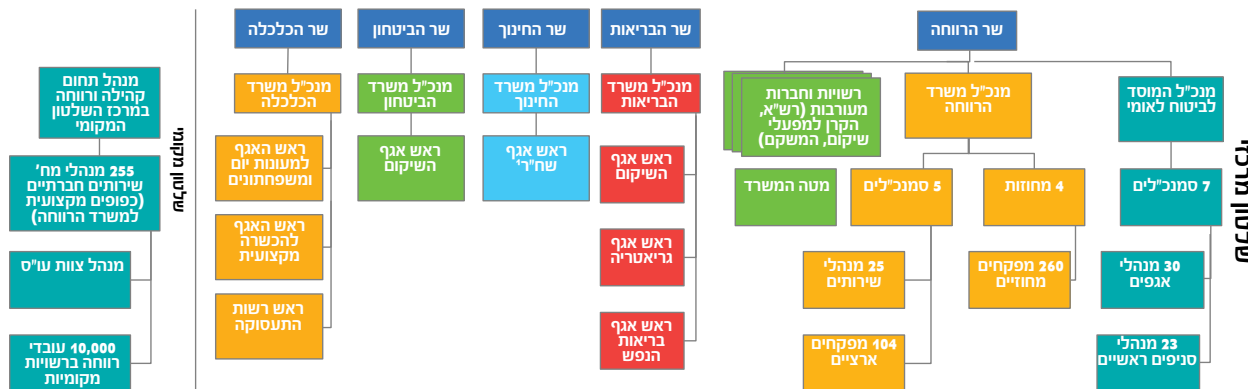 שלטון מרכזי
שר הרווחה
מנכ"ל המוסד
לביטוח לאומי
7 סמנכ"לים
30 מנהלי
אגפים
23 מנהלי
סניפים ראשיים
מנכ"ל משרד
הרווחה
4 מחוזות
260 מפקחים
מחוזיים
5 סמנכ"לים
25 מנהלי
שירותים
104 מפקחים
ארציים
רשויות וחברות
מעורבות (רש"א,
הקרן למפעלי
שיקום, המשקם)
מטה המשרד
שר הבריאות
מנכ"ל משרד
הבריאות
ראש אגף
השיקום
ראש אגף
גריאטריה
ראש אגף
בריאות
הנפש
שר החינוך
מנכ"ל משרד
החינוך
ראש אגף
שח"ר¹
שר הביטחון
מנכ"ל משרד
הביטחון
ראש אגף
השיקום
שר הכלכלה
מנכ"ל משרד
הכלכלה
ראש האגף
למעונות יום
ומשפחתונים
ראש האגף
להכשרה
מקצועית
ראש רשות
התעסוקה
שלטון מקומי
מנהל תחום
קהילה ורווחה
במרכז השלטון
המקומי
255 מנהלי מח'
שירותים חברתיים
(כפופים מקצועית
למשרד הרווחה)
מנהל צוות עו"ס
10,000 עובדי
רווחה ברשויות
מקומיות